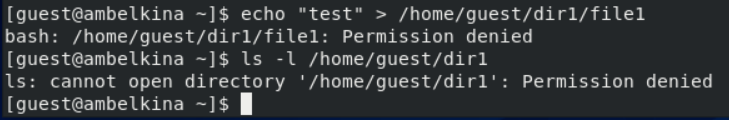 [guest@ambelkina ~]$ echo "test" > /home/guest/dir1/file1
bash: /home/guest/dir1/file1: Permission denied
[guest@ambelkina ~]$ ls -l /home/guest/dir1
ls: cannot open directory '/home/guest/dir1': Permission denied
[guest@ambelkina ~]$